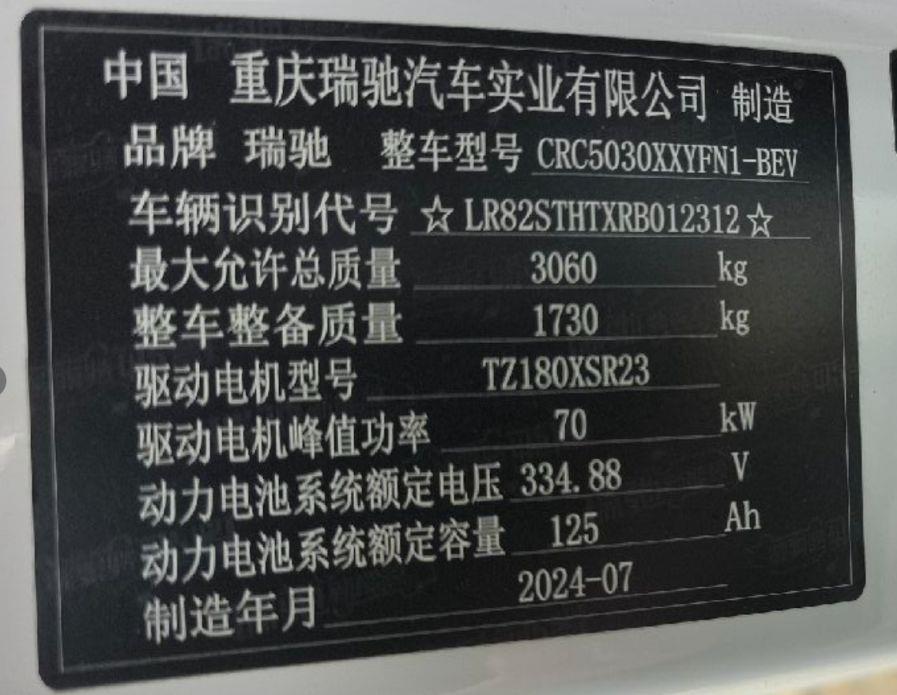 中国 重庆瑞驰汽车实业有限公司 制造
品牌 瑞驰 整车型号 CRC5030XXYFN1-BEV
车辆识别代号 ☆LR82STHTXRB012312☆
最大允许总质量 3060 kg
整车整备质量 1730 kg
驱动电机型号 TZ180XSR23
驱动电机峰值功率 70 kW
动力电池系统额定电压 334.88 V
动力电池系统额定容量 125 Ah
制造年月 2024-07